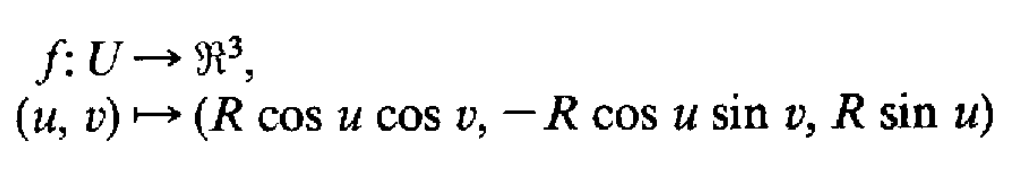 f: U → ℜ³,
(u, v) ↦ (R cos u cos v, −R cos u sin v, R sin u)